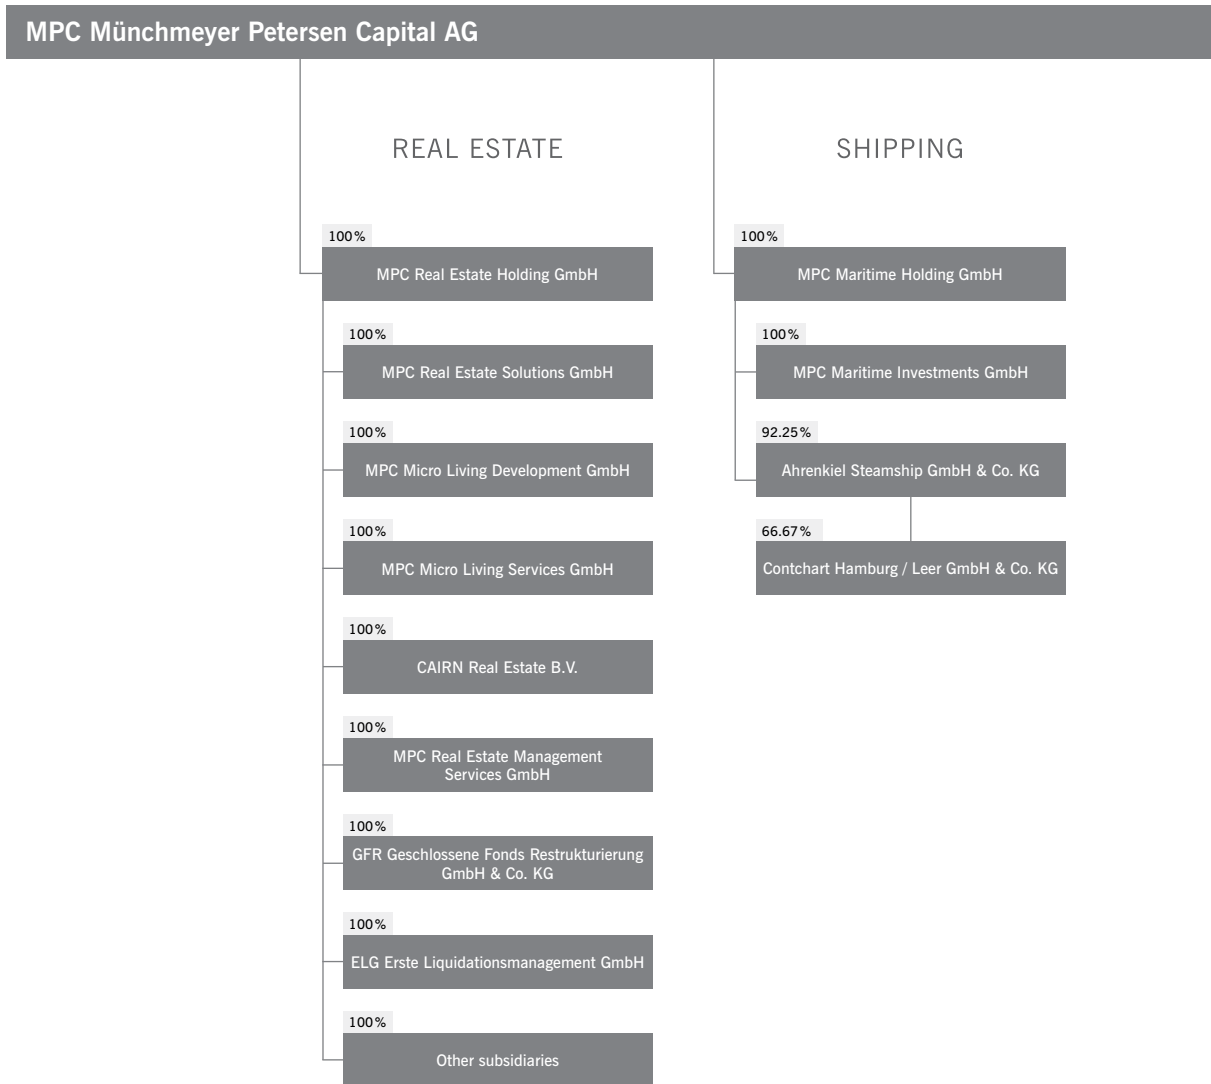 MPC Münchmeyer Petersen Capital AG
REAL ESTATE
100%
MPC Real Estate Holding GmbH
100%
MPC Real Estate Solutions GmbH
100%
MPC Micro Living Development GmbH
100%
MPC Micro Living Services GmbH
100%
CAIRN Real Estate B.V.
100%
MPC Real Estate Management
Services GmbH
100%
GFR Geschlossene Fonds Restrukturierung
GmbH & Co. KG
100%
ELG Erste Liquidationsmanagement GmbH
100%
Other subsidiaries
SHIPPING
100%
MPC Maritime Holding GmbH
100%
MPC Maritime Investments GmbH
92.25%
Ahrenkiel Steamship GmbH & Co. KG
66.67%
Contchart Hamburg / Leer GmbH & Co. KG